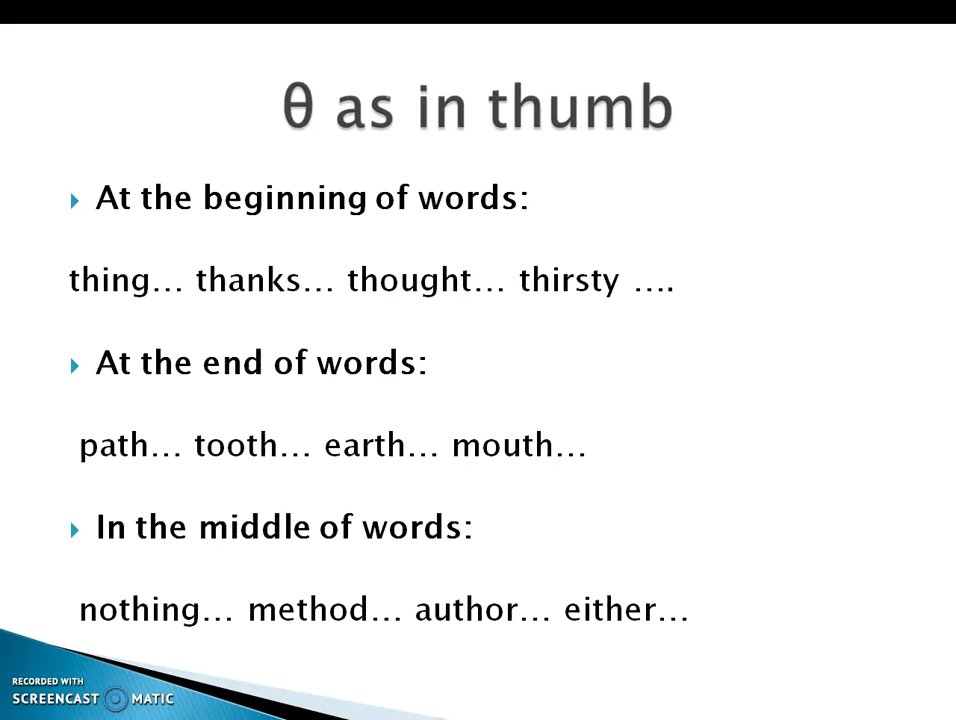 θ as in thumb
At the beginning of words:
thing... thanks... thought... thirsty ....
At the end of words:
path... tooth... earth... mouth...
In the middle of words:
nothing... method... author... either...
RECORDED WITH
SCREENCAST MATIC